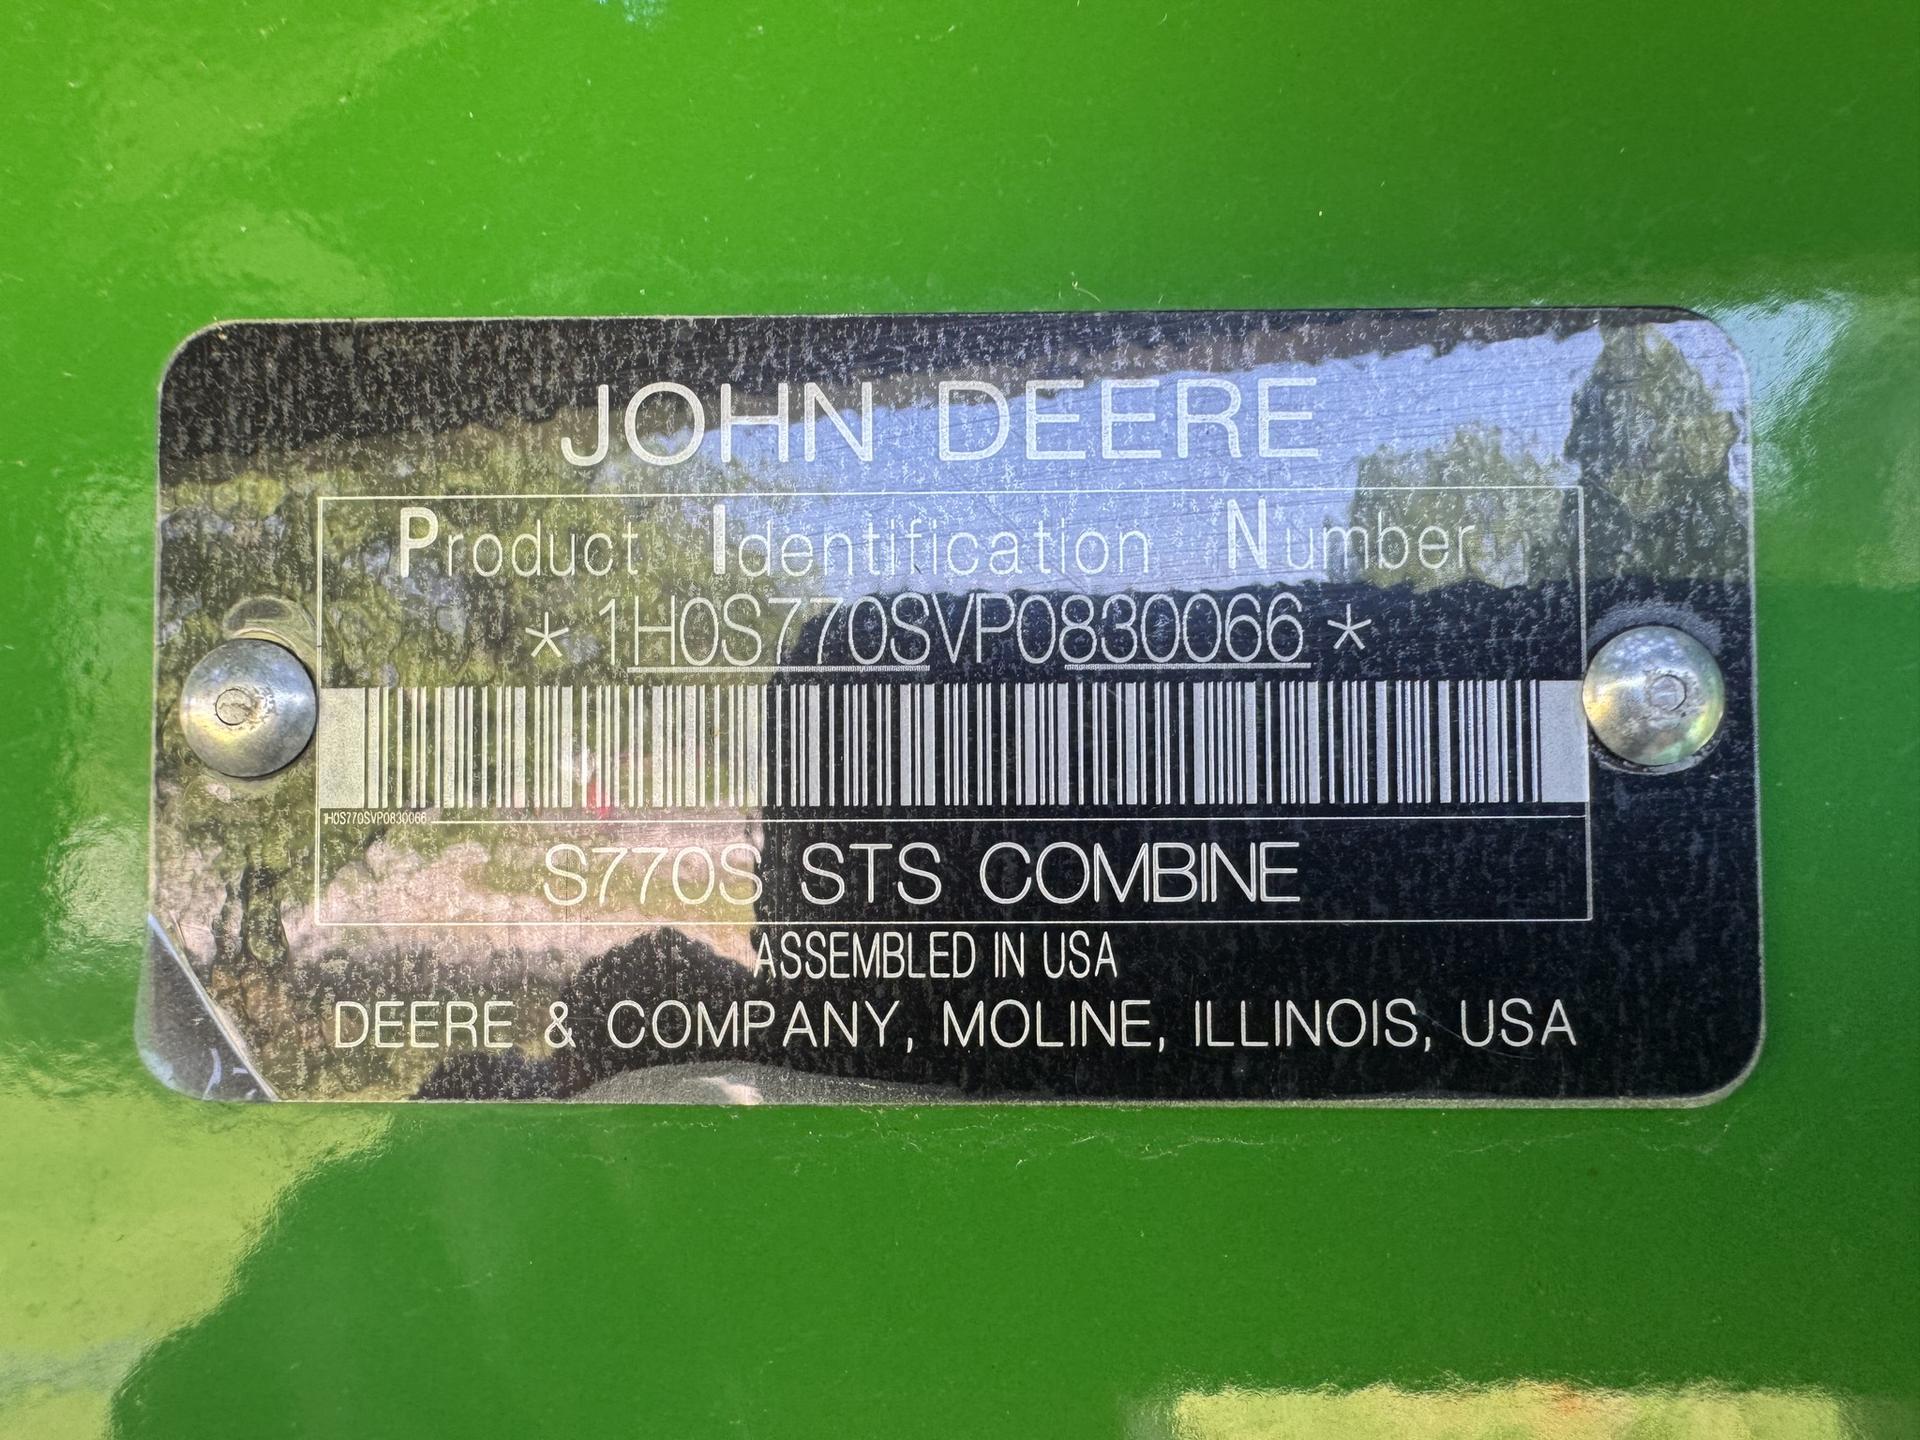 JOHN DEERE
Product Identification Number
* 1H0S770SVP0830066 *
1H0S770SVP0830066
S770S STS COMBINE
ASSEMBLED IN USA
DEERE & COMPANY, MOLINE, ILLINOIS, USA